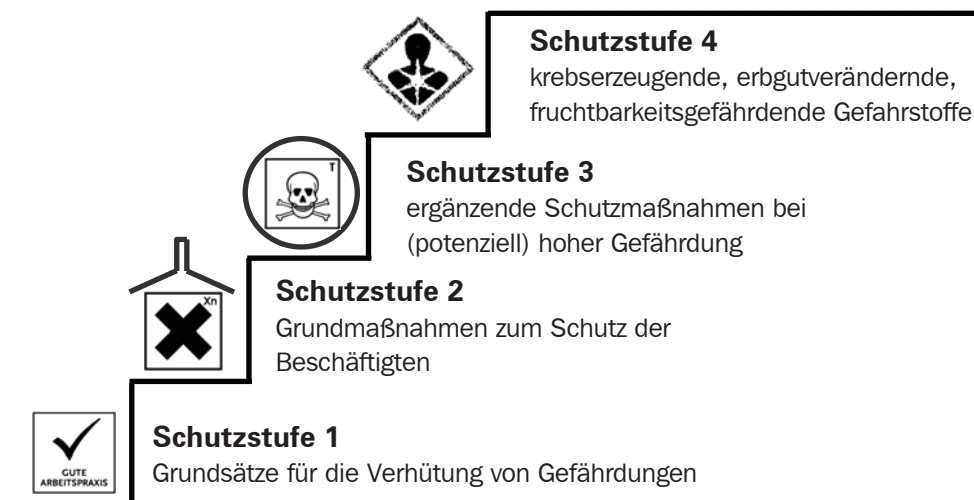 Schutzstufe 4
krebserzeugende, erbgutverändernde,
fruchtbarkeitsgefährdende Gefahrstoffe
T
Schutzstufe 3
ergänzende Schutzmaßnahmen bei
(potenziell) hoher Gefährdung
Xn
Schutzstufe 2
Grundmaßnahmen zum Schutz der
Beschäftigten
GUTE
ARBEITSPRAXIS
Schutzstufe 1
Grundsätze für die Verhütung von Gefährdungen